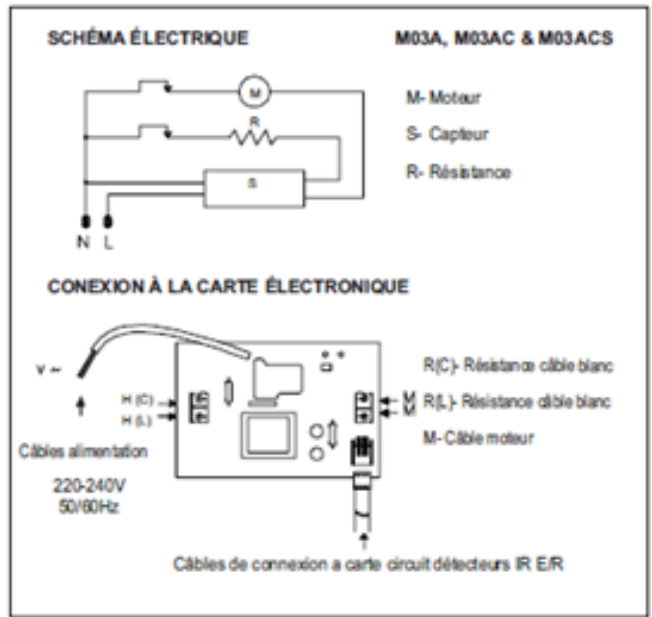 SCHÉMA ÉLECTRIQUE
M03A, M03AC & M03ACS
M
R
S
N L
M- Moteur
S- Capteur
R- Résistance
CONEXION À LA CARTE ÉLECTRONIQUE
V ~
H (C)
H (L)
M
M
Câbles alimentation
220-240V
50/60Hz
R(C)- Résistance câble blanc
R(L)- Résistance câble blanc
M- Câble moteur
Câbles de connexion a carte circuit détecteurs IR E/R